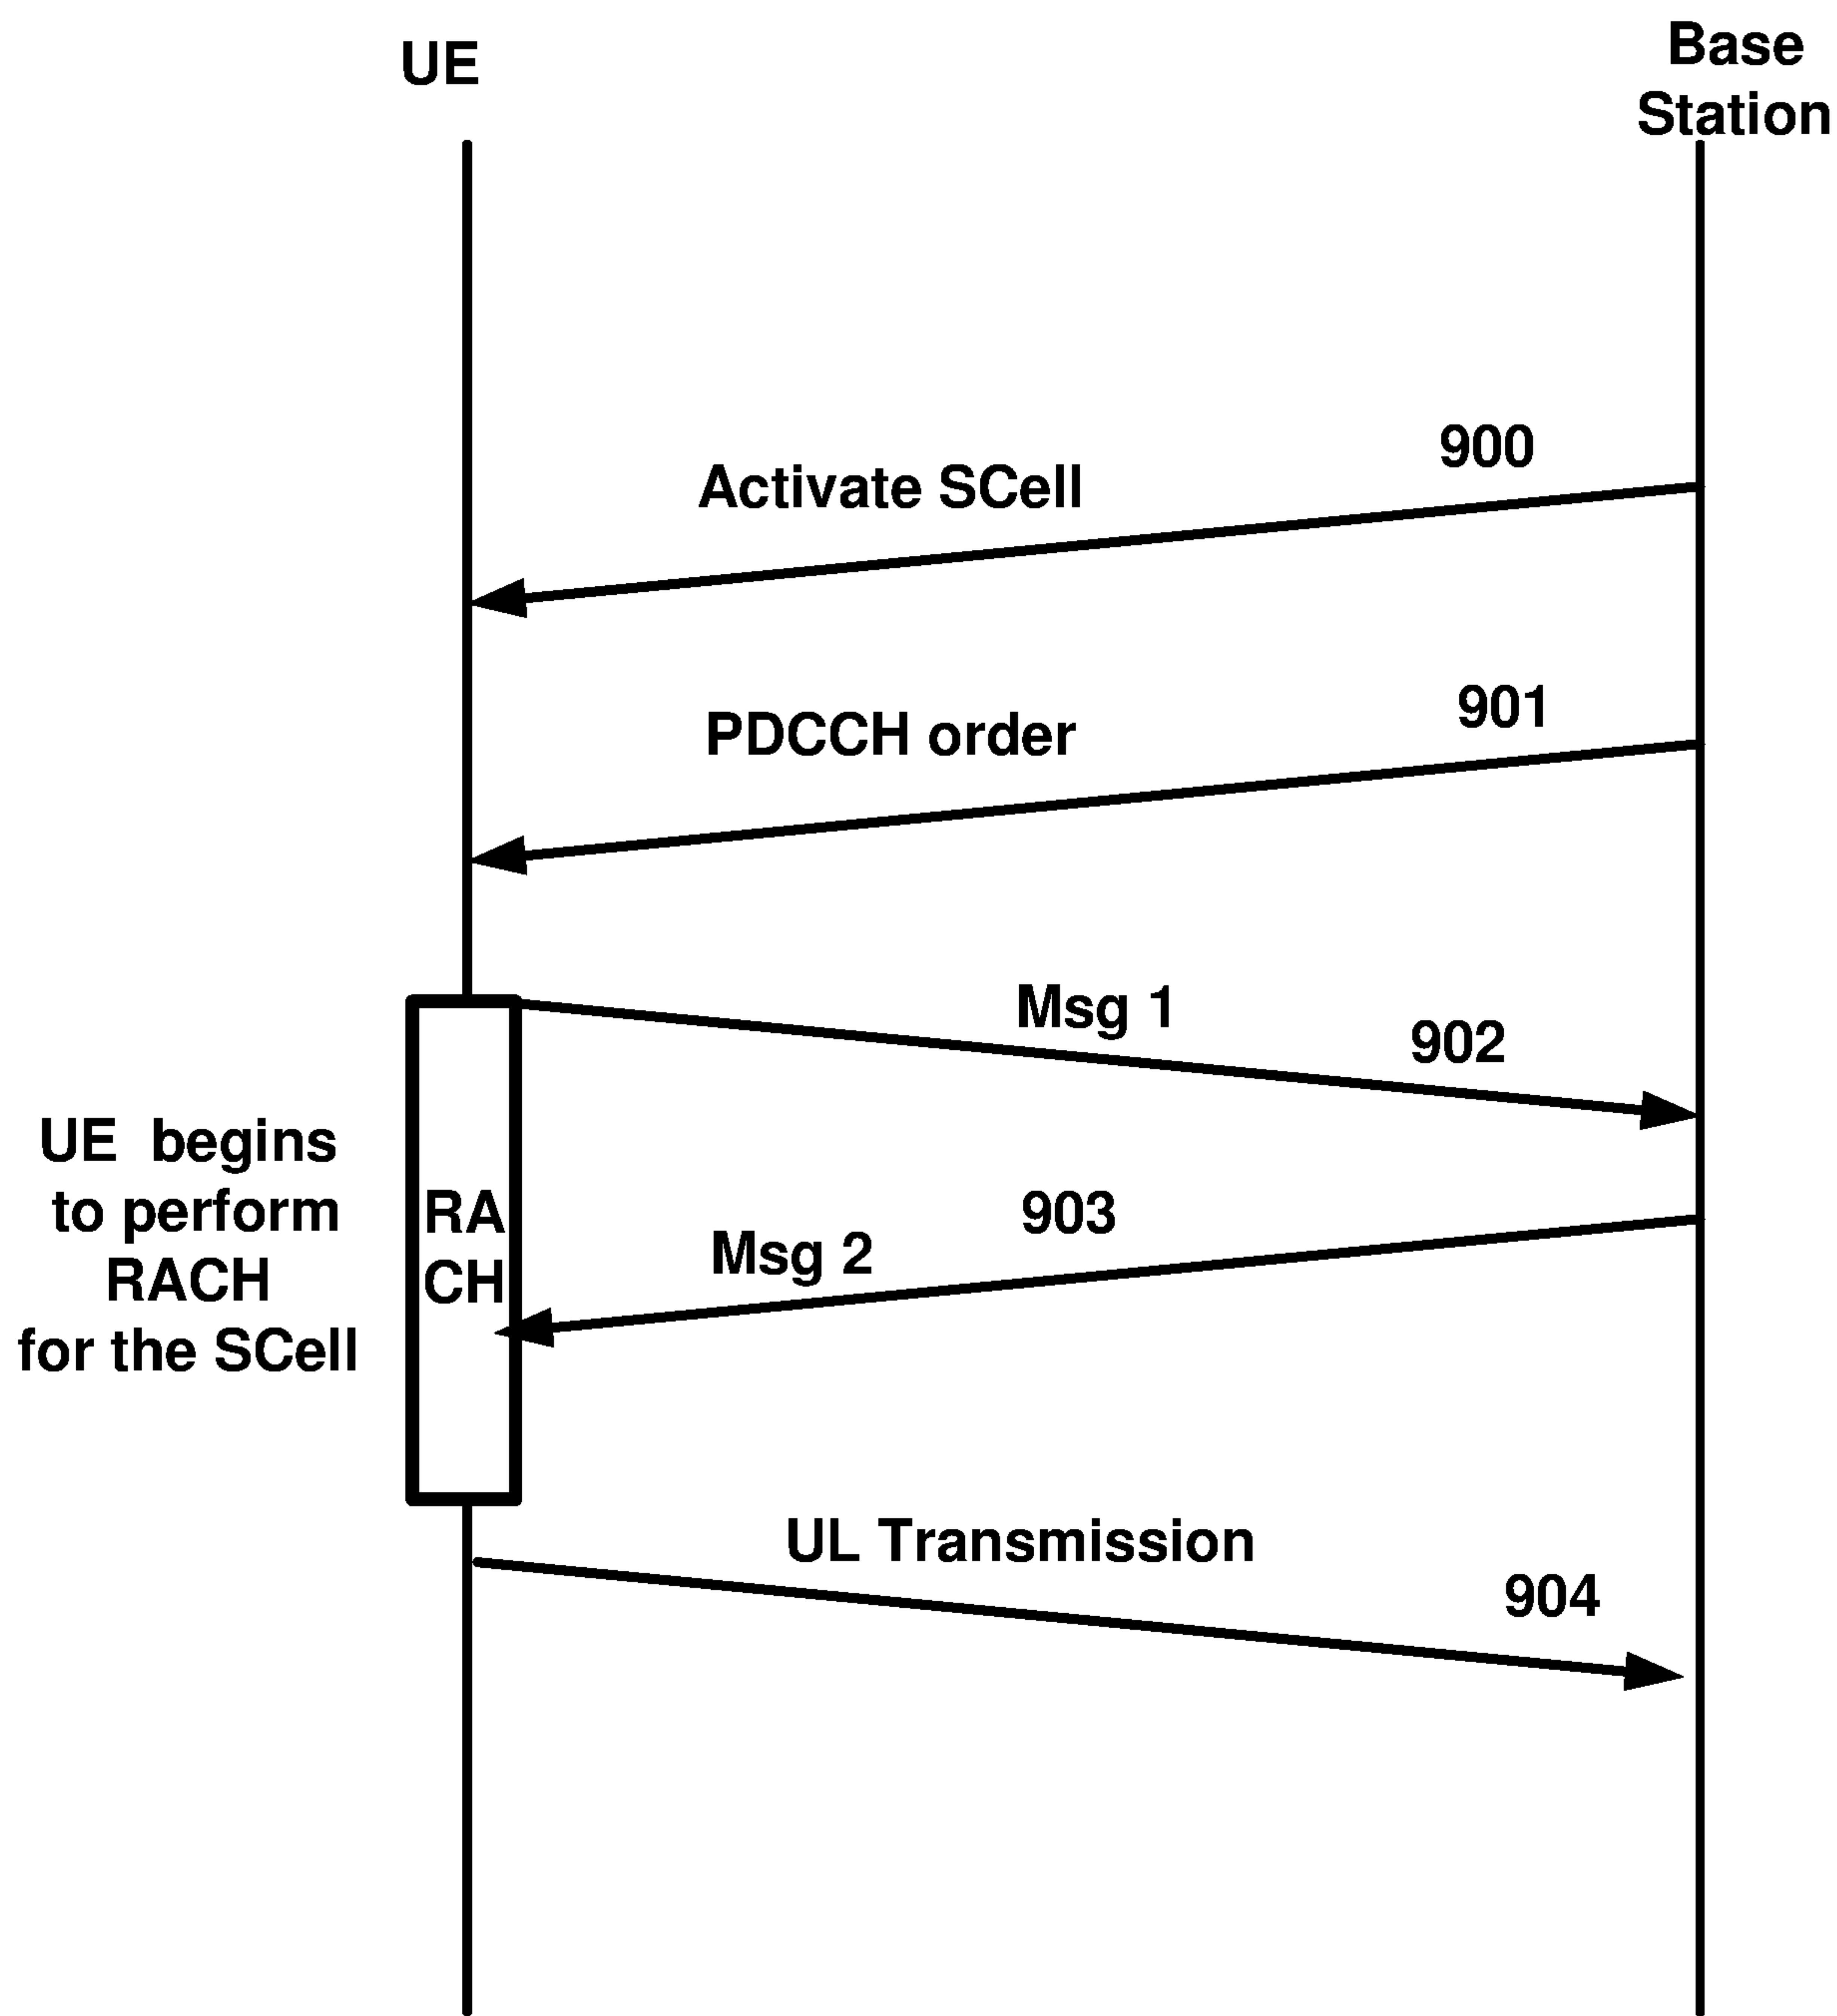 UE
Base
Station
900
Activate SCell
901
PDCCH order
Msg 1
902
UE begins
to perform
RACH
for the SCell
RA
CH
903
Msg 2
UL Transmission
904